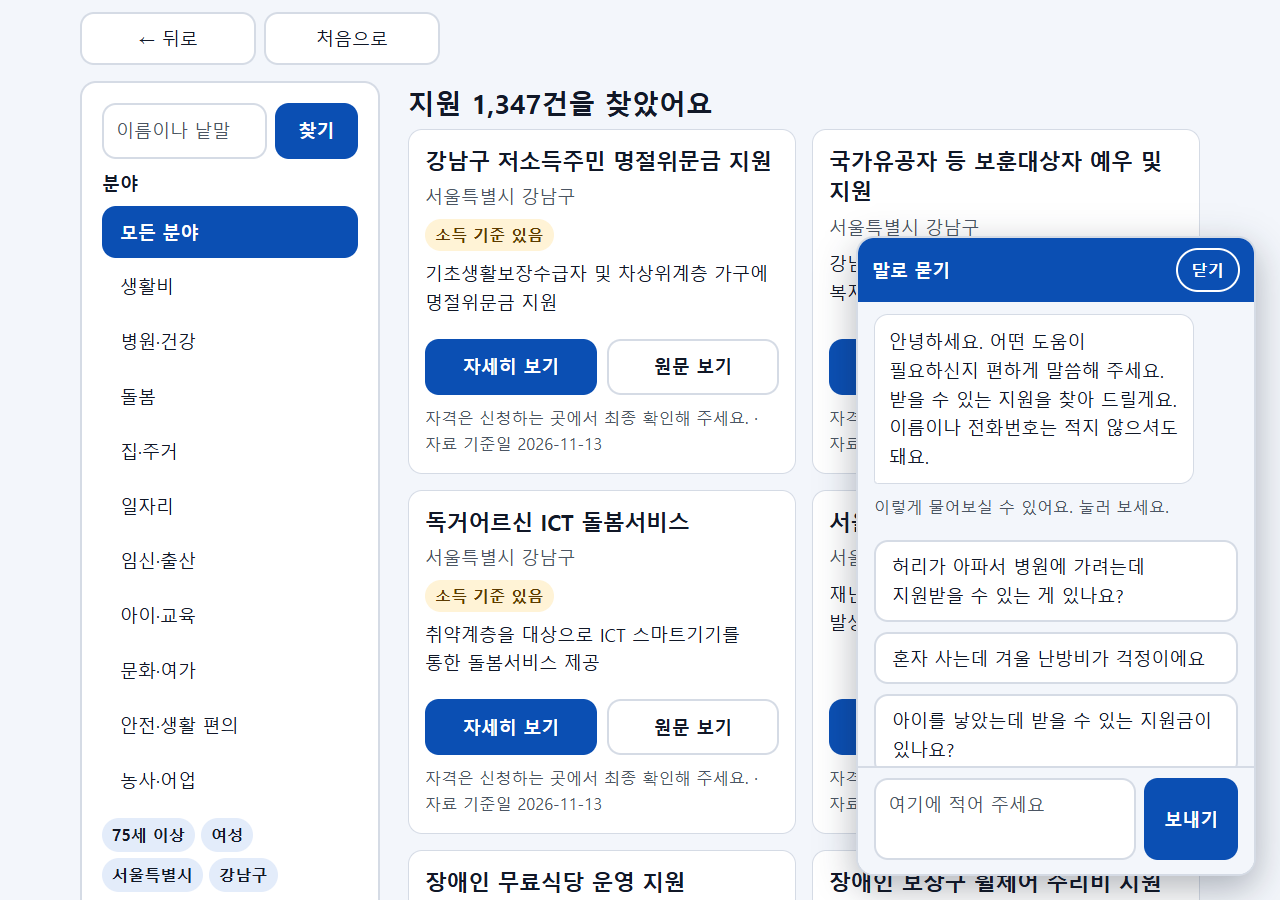 ← 뒤로
처음으로
이름이나 낱말
찾기
분야
모든 분야
생활비
병원·건강
돌봄
집·주거
일자리
임신·출산
아이·교육
문화·여가
안전·생활 편의
농사·어업
75세 이상
여성
서울특별시
강남구
지원 1,347건을 찾았어요
강남구 저소득주민 명절위문금 지원
서울특별시 강남구
소득 기준 있음
기초생활보장수급자 및 차상위계층 가구에
명절위문금 지원
자세히 보기
원문 보기
자격은 신청하는 곳에서 최종 확인해 주세요. ·
자료 기준일 2026-11-13
국가유공자 등 보훈대상자 예우 및
지원
서울특별시 강남구
독거어르신 ICT 돌봄서비스
서울특별시 강남구
소득 기준 있음
취약계층을 대상으로 ICT 스마트기기를
통한 돌봄서비스 제공
자세히 보기
원문 보기
자격은 신청하는 곳에서 최종 확인해 주세요. ·
자료 기준일 2026-11-13
장애인 무료식당 운영 지원
장애인 보장구 휠체어 수리비 지원
말로 묻기
닫기
안녕하세요. 어떤 도움이
필요하신지 편하게 말씀해 주세요.
받을 수 있는 지원을 찾아 드릴게요.
이름이나 전화번호는 적지 않으셔도
돼요.
이렇게 물어보실 수 있어요. 눌러 보세요.
허리가 아파서 병원에 가려는데
지원받을 수 있는 게 있나요?
혼자 사는데 겨울 난방비가 걱정이에요
아이를 낳았는데 받을 수 있는 지원금이
있나요?
여기에 적어 주세요
보내기